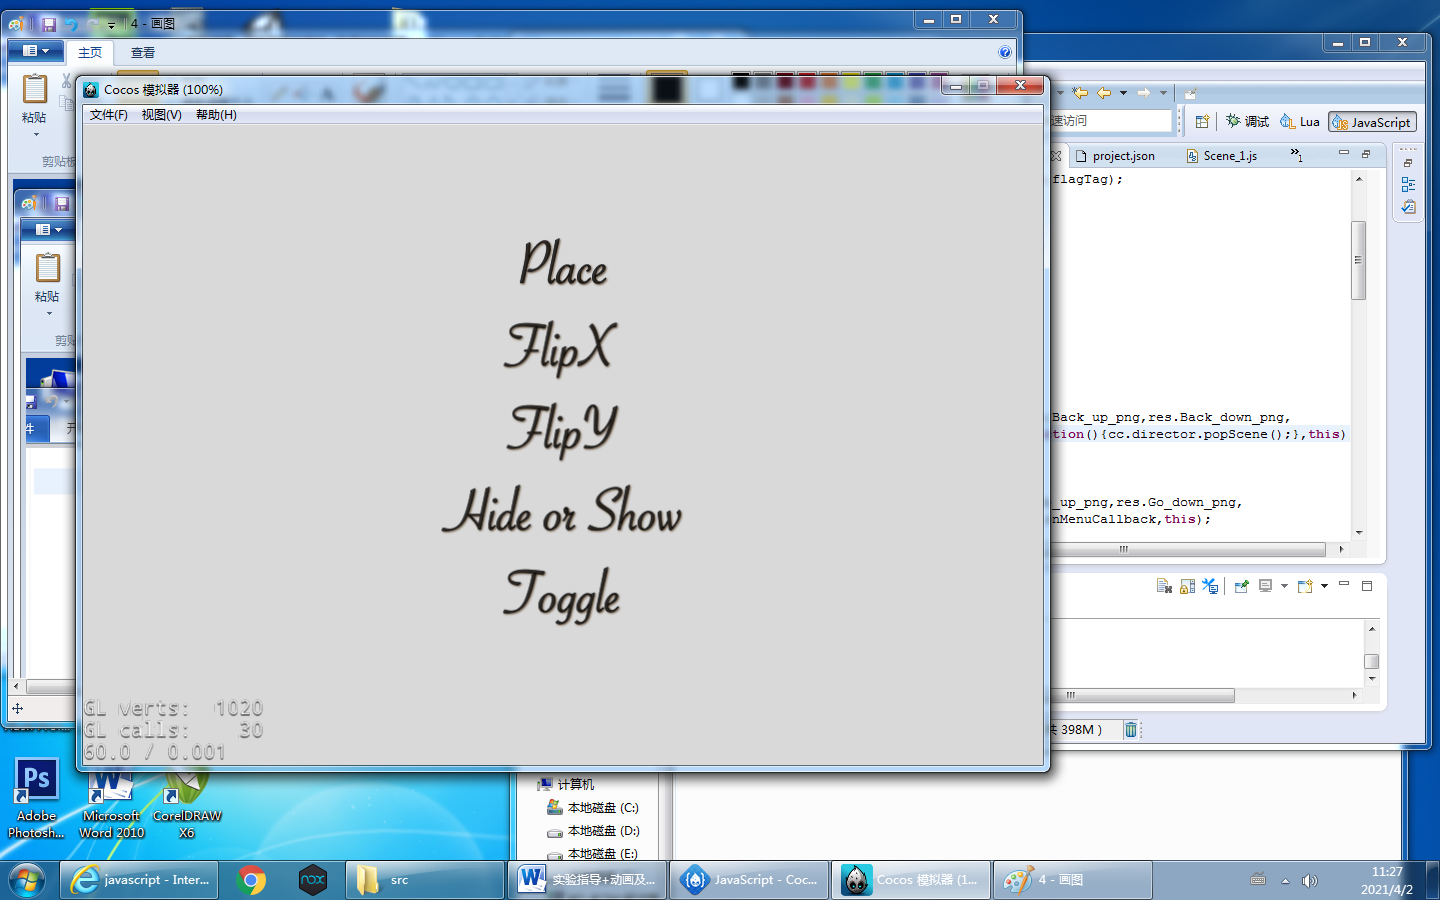 4 - 画图
主页
查看
粘贴
粘贴
Cocos 模拟器 (100%)
文件(F) 视图(V) 帮助(H)
Place
FlipX
FlipY
Hide or Show
Toggle
GL verts: 1020
GL calls: 30
60.0 / 0.001
速访问
调试
Lua
JavaScript
project.json
Scene_1.js
»1
flagTag);
Back_up_png,res.Back_down_png,
tion(){cc.director.popScene();},this)
_up_png,res.Go_down_png,
nMenuCallback,this);
共 398M )
Adobe
Photosh...
Microsoft
Word 2010
CorelDRAW
X6
计算机
本地磁盘 (C:)
本地磁盘 (D:)
本地磁盘 (E:)
javascript - Inter...
nox
src
实验指导+动画及...
JavaScript - Coc...
Cocos 模拟器 (1...
4 - 画图
11:27
2021/4/2